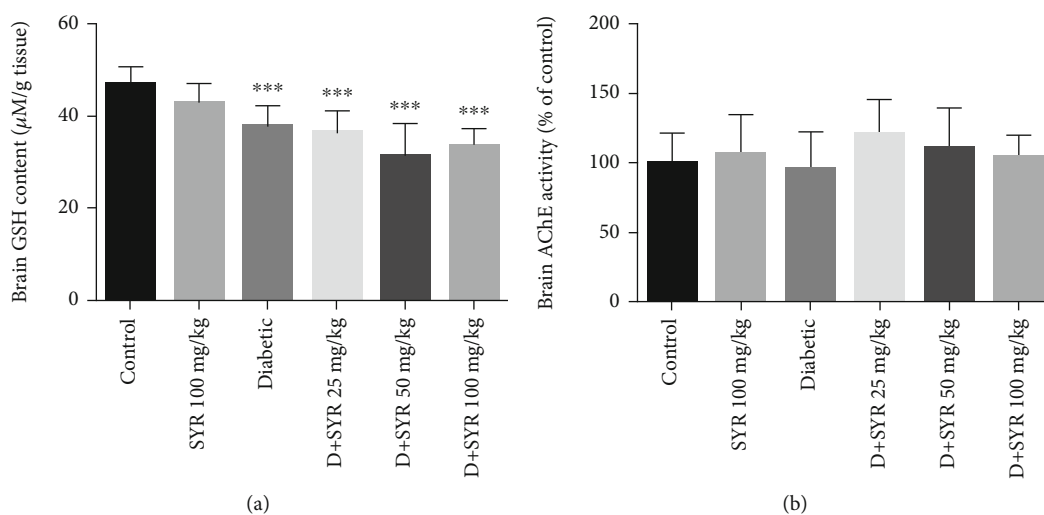 Brain GSH content (μM/g tissue)
60
40
20
0
***
***
***
***
Control
SYR 100 mg/kg
Diabetic
D+SYR 25 mg/kg
D+SYR 50 mg/kg
D+SYR 100 mg/kg
(a)
Brain AChE activity (% of control)
200
150
100
50
0
Control
SYR 100 mg/kg
Diabetic
D+SYR 25 mg/kg
D+SYR 50 mg/kg
D+SYR 100 mg/kg
(b)